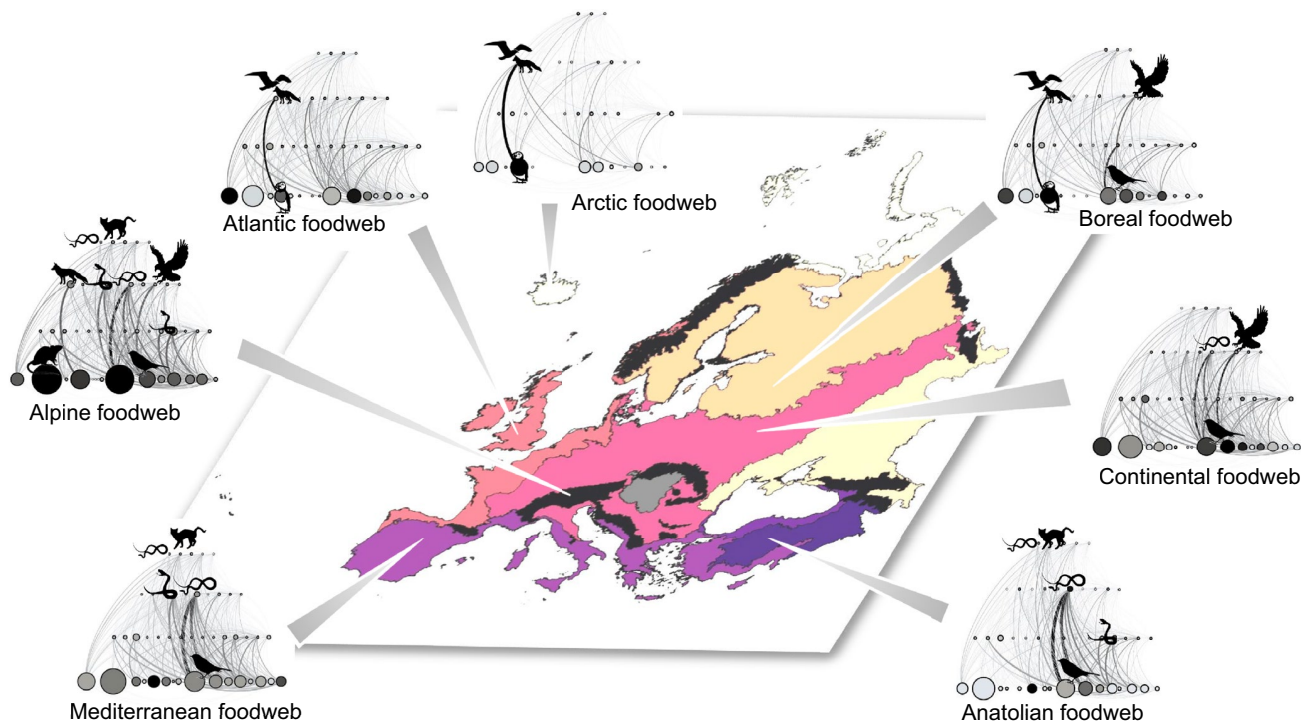 Arctic foodweb
Atlantic foodweb
Boreal foodweb
Alpine foodweb
Continental foodweb
Mediterranean foodweb
Anatolian foodweb